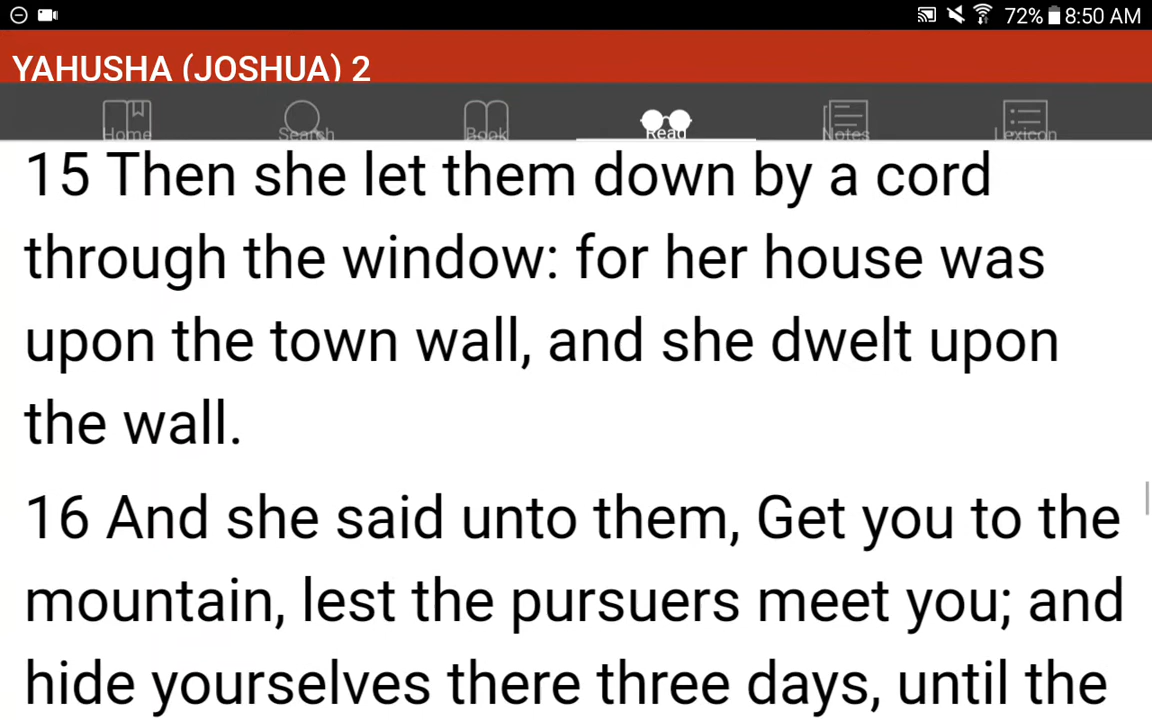 72% 8:50 AM
YAHUSHA (JOSHUA) 2
Home Search Book Read Notes Lexicon
15 Then she let them down by a cord
through the window: for her house was
upon the town wall, and she dwelt upon
the wall.
16 And she said unto them, Get you to the
mountain, lest the pursuers meet you; and
hide yourselves there three days, until the